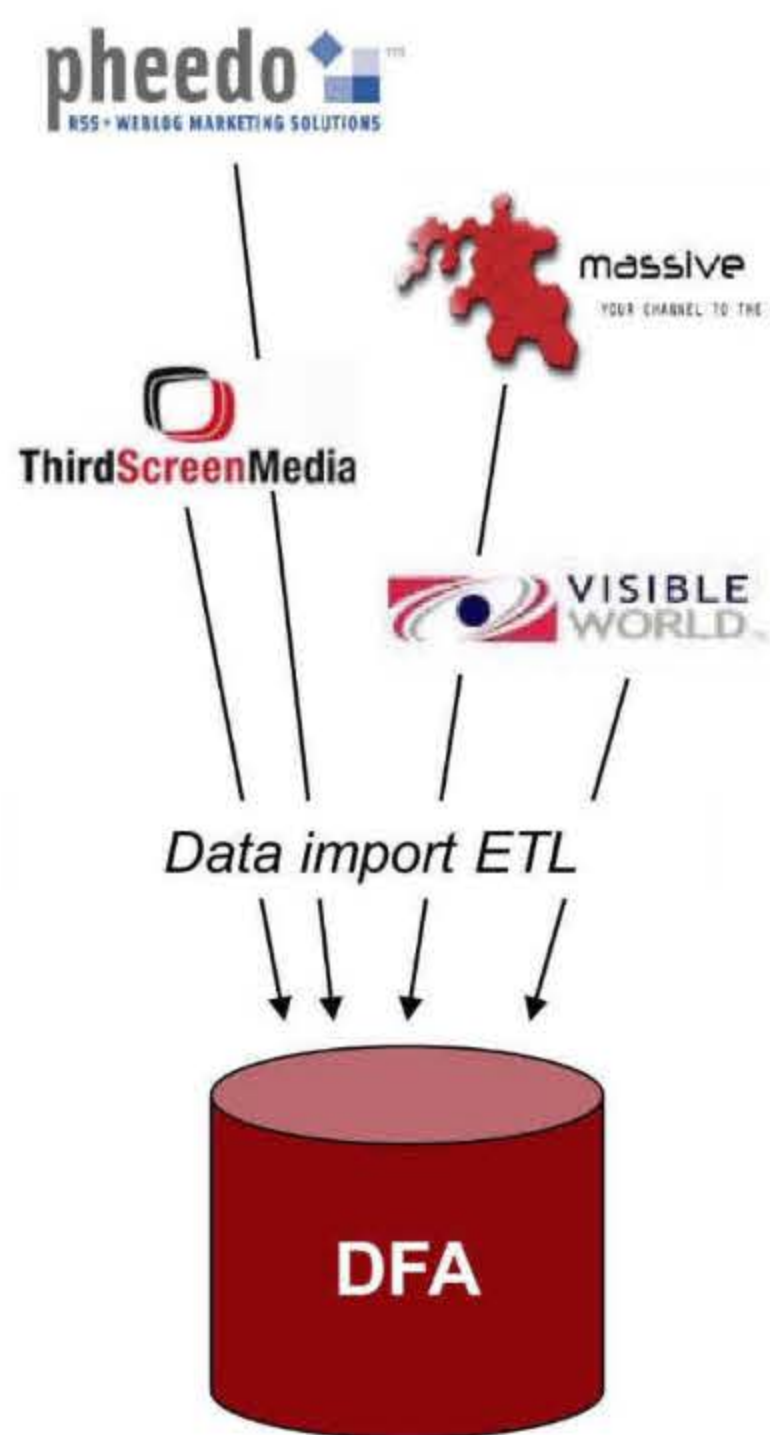 pheedo
RSS • WEBLOG MARKETING SOLUTIONS
massive
YOUR CHANNEL TO THE
ThirdScreenMedia
VISIBLE
WORLD
Data import ETL
DFA